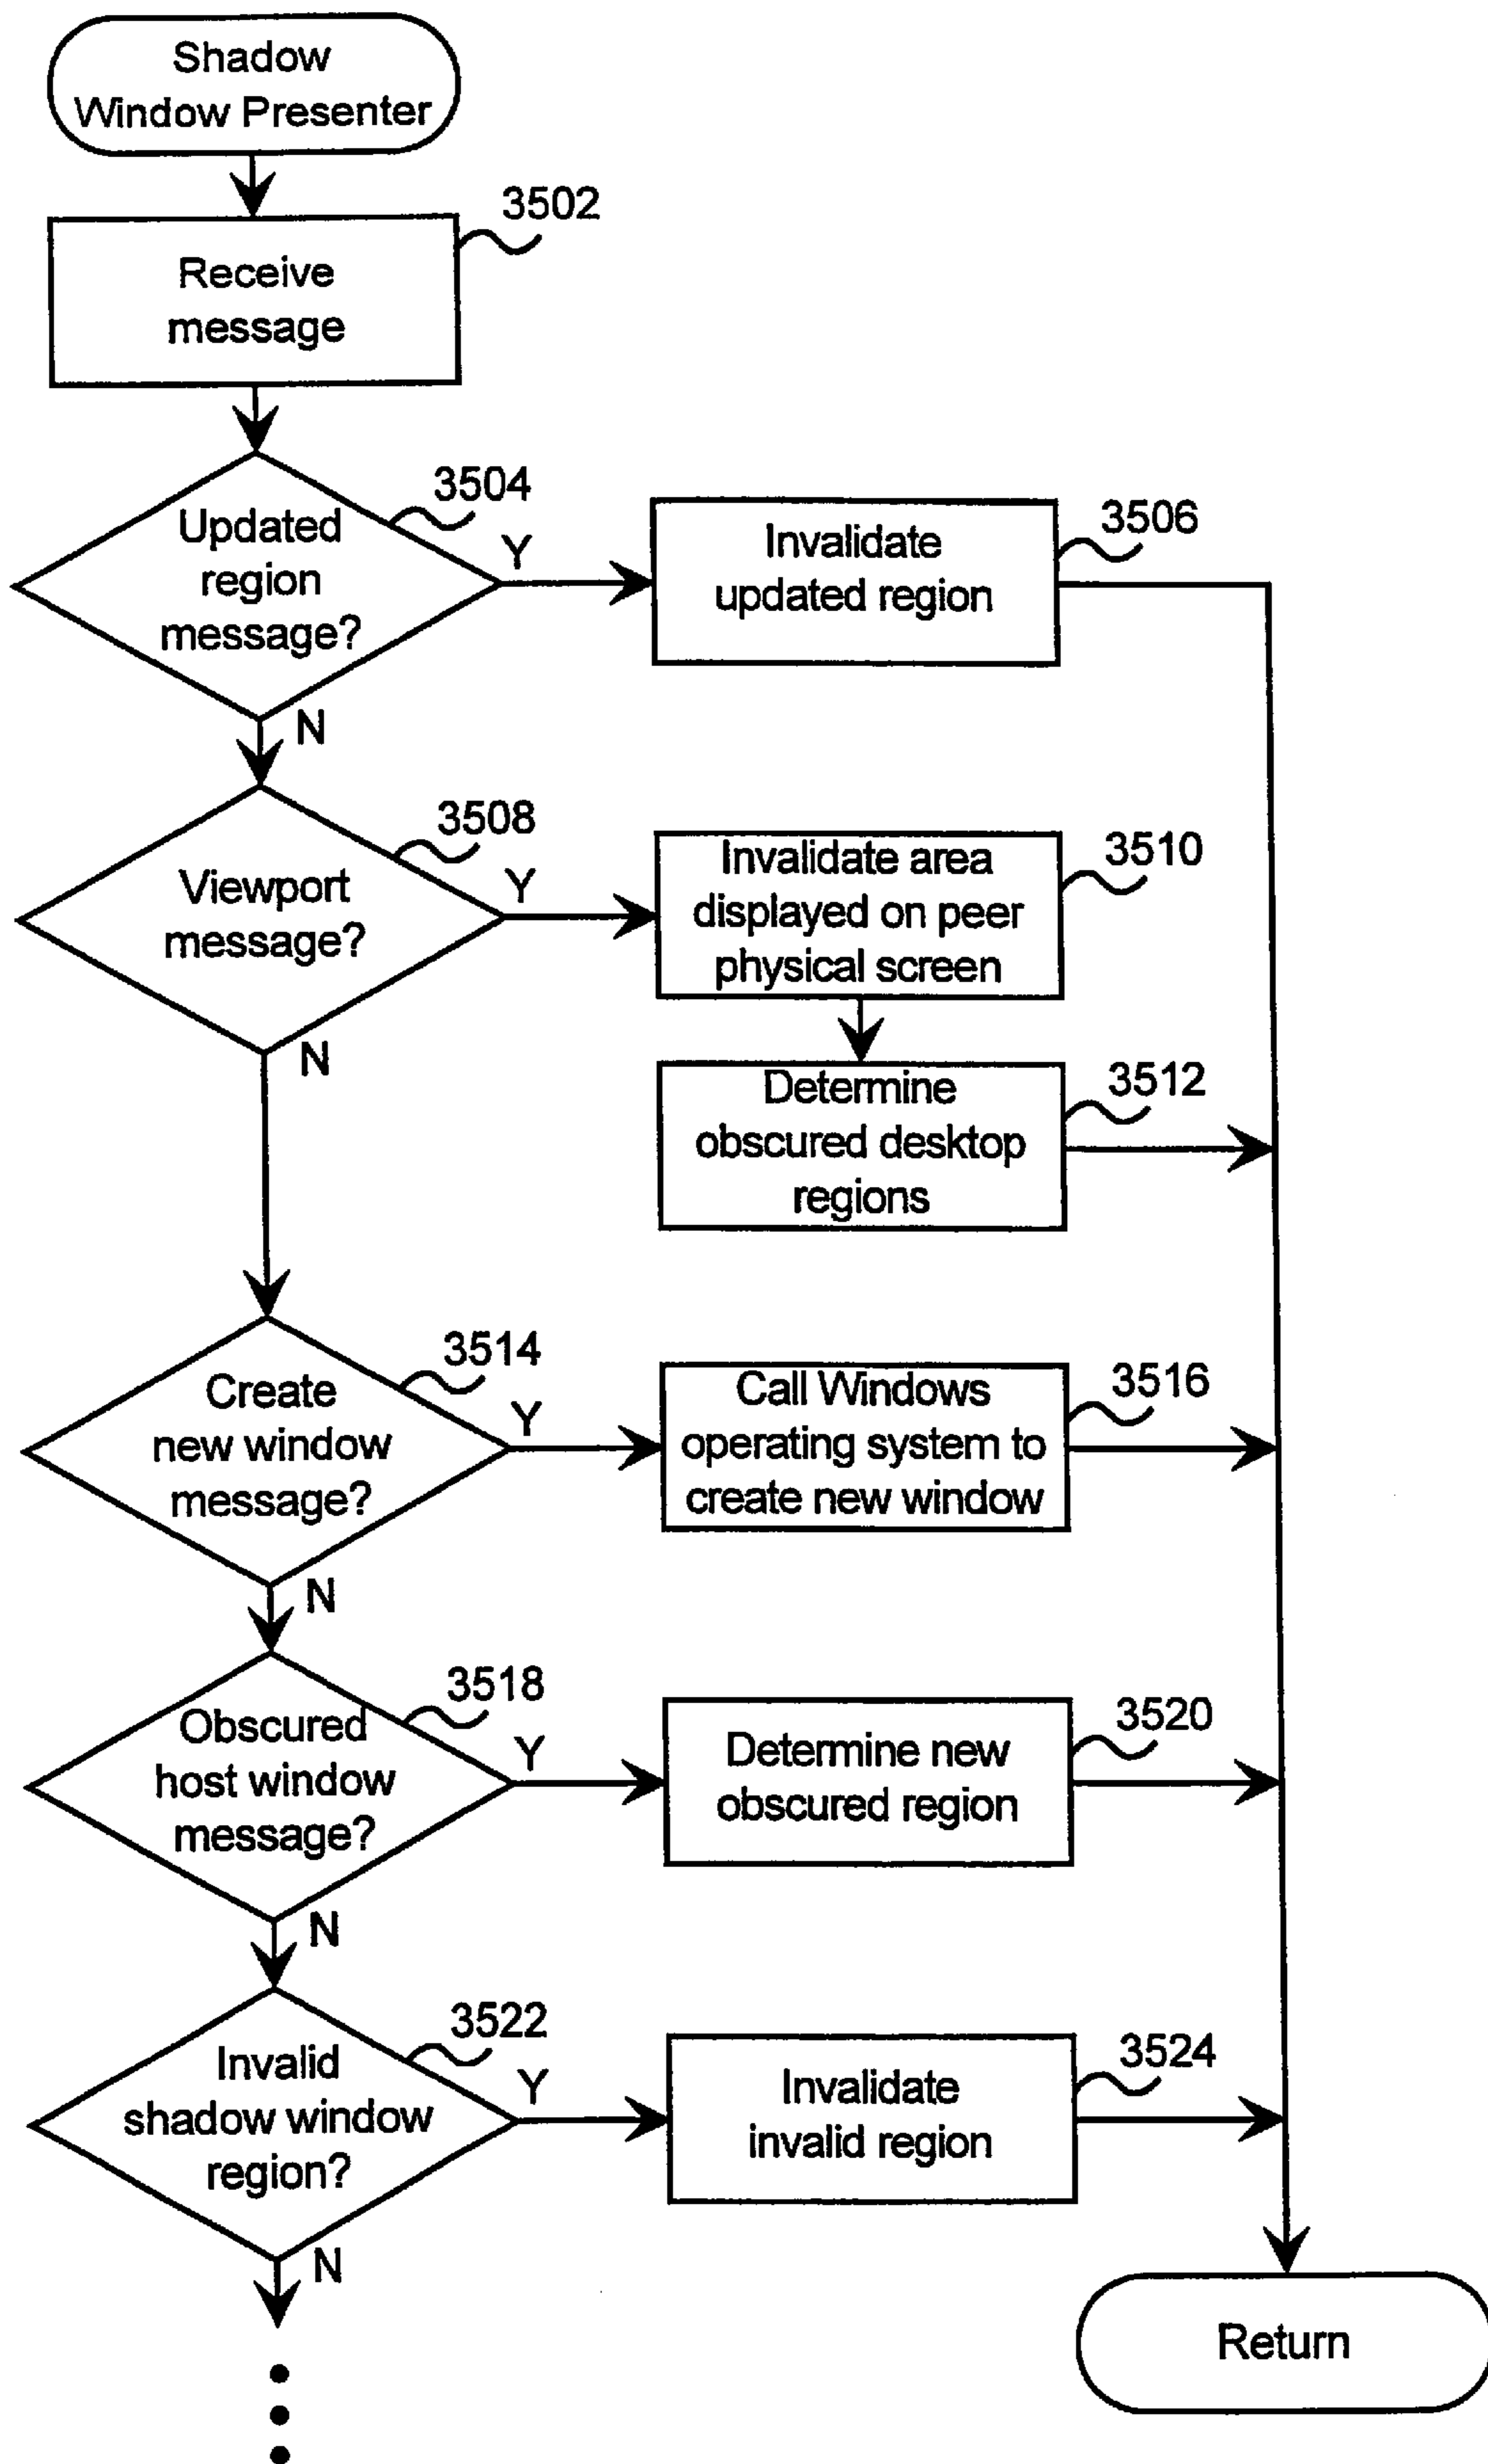 Shadow
Window Presenter
3502
Receive
message
3504
Updated
region
message?
Y
N
Invalidate
updated region
3506
3508
Viewport
message?
Y
N
Invalidate area
displayed on peer
physical screen
3510
Determine
obscured desktop
regions
3512
3514
Create
new window
message?
Y
N
Call Windows
operating system to
create new window
3516
3518
Obscured
host window
message?
Y
N
Determine new
obscured region
3520
3522
Invalid
shadow window
region?
Y
N
Invalidate
invalid region
3524
Return